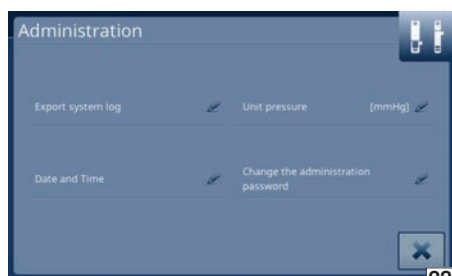 Administration
Export system log
Unit pressure [mmHg]
Date and Time
Change the administration
password